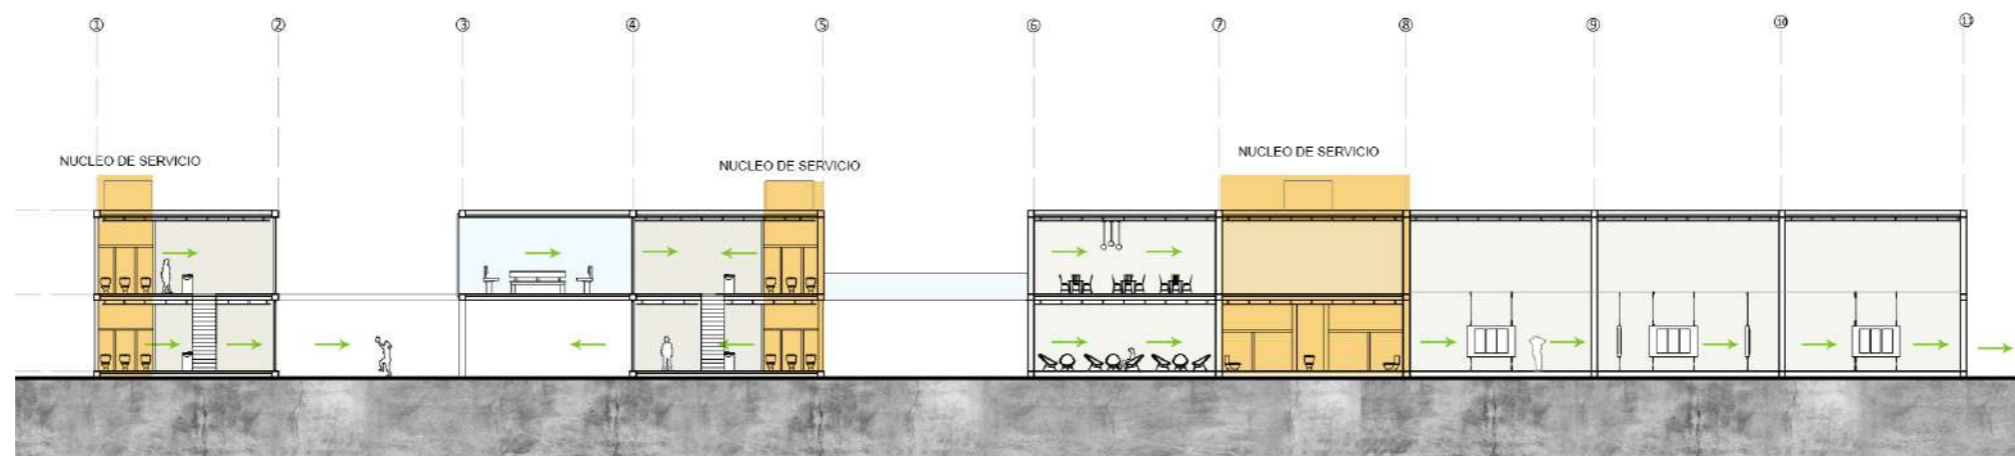 ① ② ③ ④ ⑤ ⑥ ⑦ ⑧ ⑨ ⑩ ⑪
NUCLEO DE SERVICIO
NUCLEO DE SERVICIO
NUCLEO DE SERVICIO